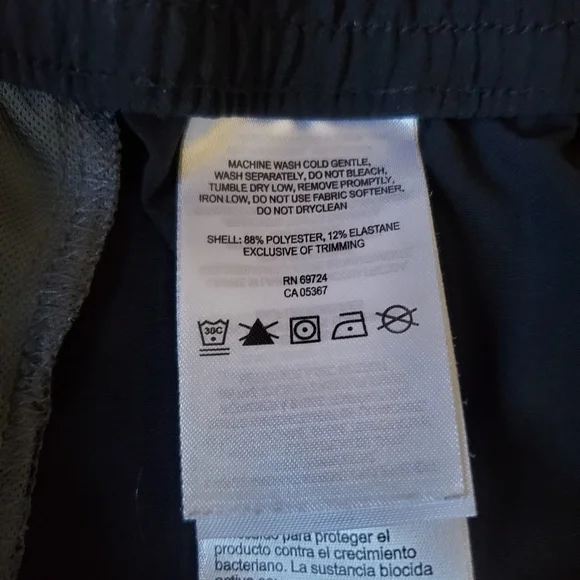 MACHINE WASH COLD GENTLE,
WASH SEPARATELY, DO NOT BLEACH,
TUMBLE DRY LOW, REMOVE PROMPTLY,
IRON LOW, DO NOT USE FABRIC SOFTENER.
DO NOT DRYCLEAN
SHELL: 88% POLYESTER, 12% ELASTANE
EXCLUSIVE OF TRIMMING
RN 69724
CA 05367
30C
para proteger el
producto contra el crecimiento
bacteriano. La sustancia biocida